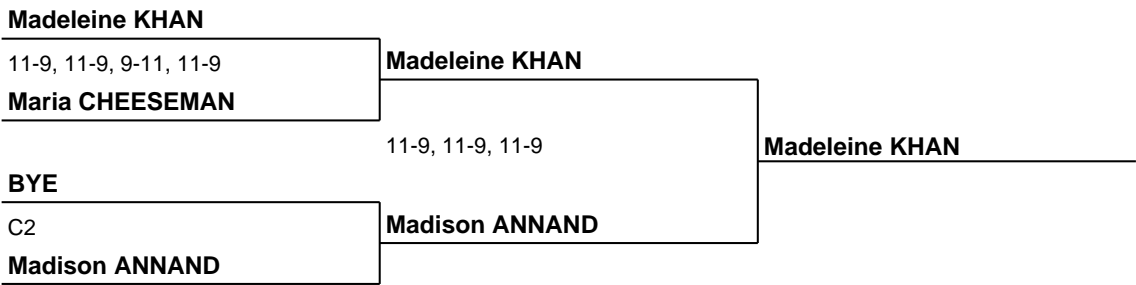 Madeleine KHAN
11-9, 11-9, 9-11, 11-9
Madeleine KHAN
Maria CHEESEMAN
11-9, 11-9, 11-9
Madeleine KHAN
BYE
C2
Madison ANNAND
Madison ANNAND